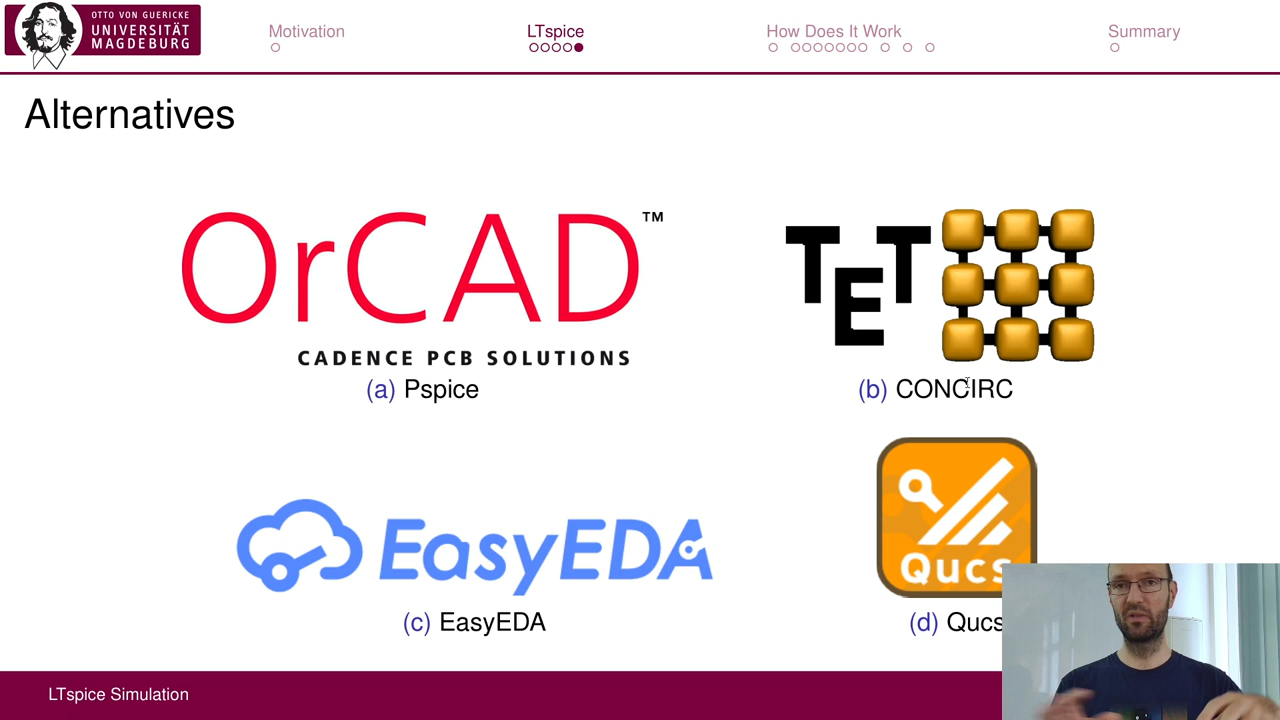 OTTO VON GUERICKE
UNIVERSITÄT
MAGDEBURG
Motivation
LTspice
How Does It Work
Summary
Alternatives
OrCAD™
CADENCE PCB SOLUTIONS
(a) Pspice
TET
(b) CONCIRC
EasyEDA
(c) EasyEDA
Qucs
(d) Qucs
LTspice Simulation